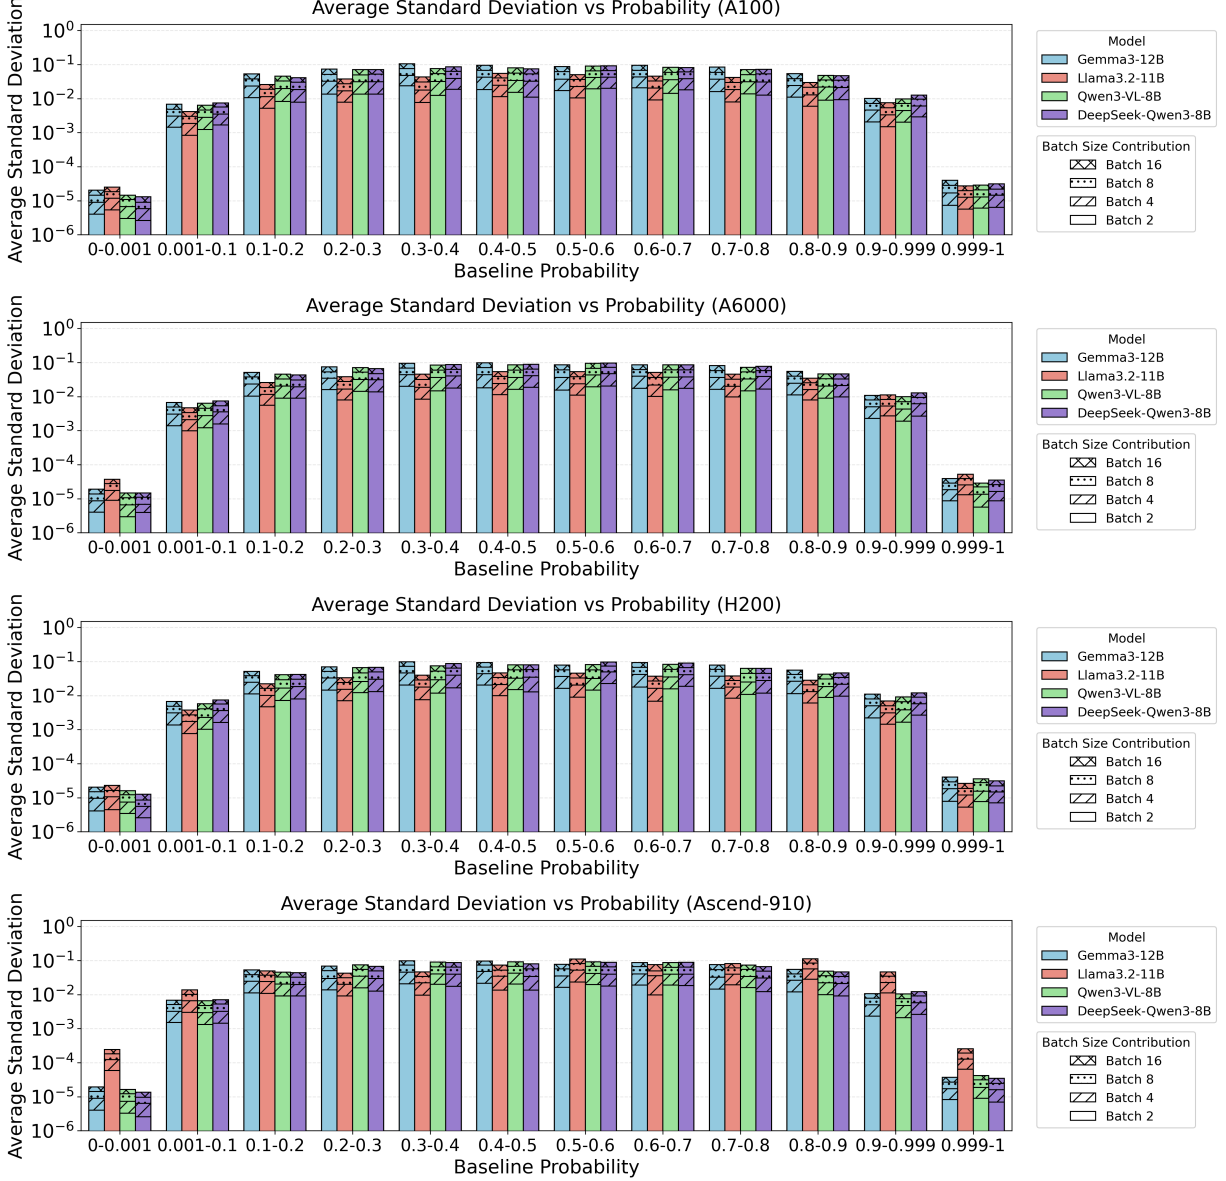 Average Standard Deviation vs Probability (A100)
Average Standard Deviation
10⁰
10⁻¹
10⁻²
10⁻³
10⁻⁴
10⁻⁵
10⁻⁶
0-0.001 0.001-0.1 0.1-0.2 0.2-0.3 0.3-0.4 0.4-0.5 0.5-0.6 0.6-0.7 0.7-0.8 0.8-0.9 0.9-0.999 0.999-1
Baseline Probability
Model
Gemma3-12B
Llama3.2-11B
Qwen3-VL-8B
DeepSeek-Qwen3-8B
Batch Size Contribution
Batch 16
Batch 8
Batch 4
Batch 2
Average Standard Deviation vs Probability (A6000)
Average Standard Deviation
10⁰
10⁻¹
10⁻²
10⁻³
10⁻⁴
10⁻⁵
10⁻⁶
0-0.001 0.001-0.1 0.1-0.2 0.2-0.3 0.3-0.4 0.4-0.5 0.5-0.6 0.6-0.7 0.7-0.8 0.8-0.9 0.9-0.999 0.999-1
Baseline Probability
Model
Gemma3-12B
Llama3.2-11B
Qwen3-VL-8B
DeepSeek-Qwen3-8B
Batch Size Contribution
Batch 16
Batch 8
Batch 4
Batch 2
Average Standard Deviation vs Probability (H200)
Average Standard Deviation
10⁰
10⁻¹
10⁻²
10⁻³
10⁻⁴
10⁻⁵
10⁻⁶
0-0.001 0.001-0.1 0.1-0.2 0.2-0.3 0.3-0.4 0.4-0.5 0.5-0.6 0.6-0.7 0.7-0.8 0.8-0.9 0.9-0.999 0.999-1
Baseline Probability
Model
Gemma3-12B
Llama3.2-11B
Qwen3-VL-8B
DeepSeek-Qwen3-8B
Batch Size Contribution
Batch 16
Batch 8
Batch 4
Batch 2
Average Standard Deviation vs Probability (Ascend-910)
Average Standard Deviation
10⁰
10⁻¹
10⁻²
10⁻³
10⁻⁴
10⁻⁵
10⁻⁶
0-0.001 0.001-0.1 0.1-0.2 0.2-0.3 0.3-0.4 0.4-0.5 0.5-0.6 0.6-0.7 0.7-0.8 0.8-0.9 0.9-0.999 0.999-1
Baseline Probability
Model
Gemma3-12B
Llama3.2-11B
Qwen3-VL-8B
DeepSeek-Qwen3-8B
Batch Size Contribution
Batch 16
Batch 8
Batch 4
Batch 2